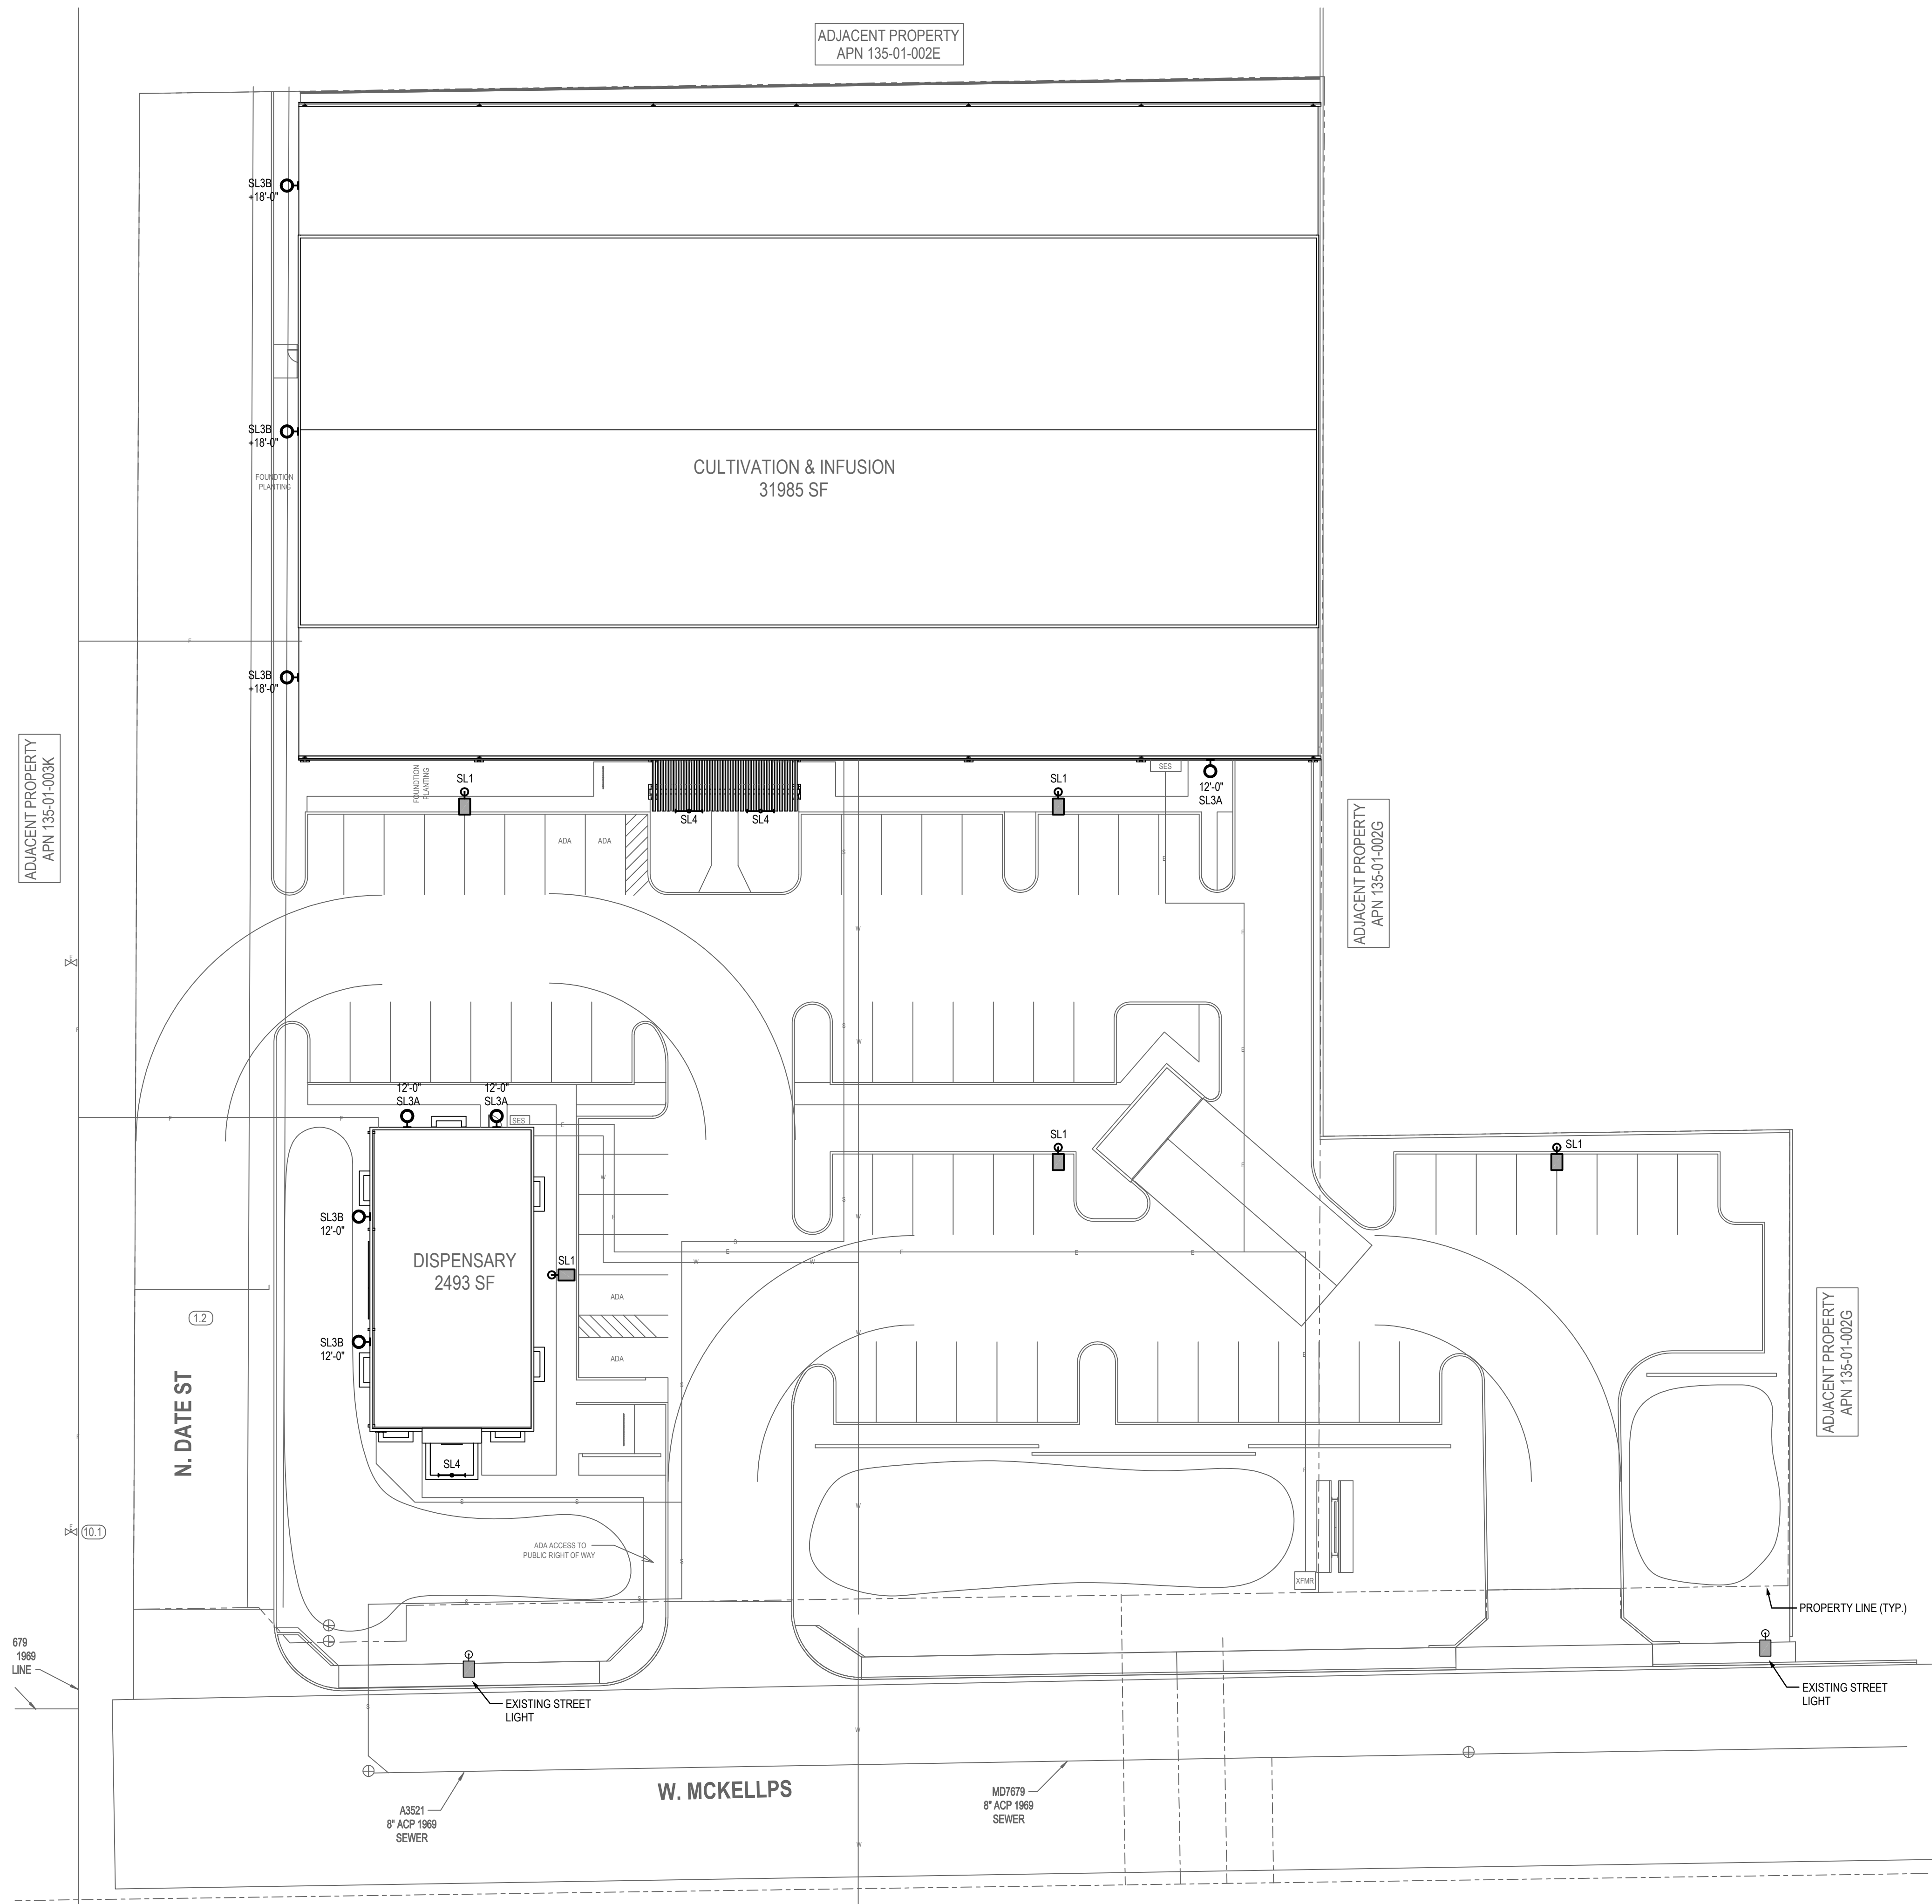 ADJACENT PROPERTY
APN 135-01-002E
SL3B
+18'-0"
SL3B
+18'-0"
CULTIVATION & INFUSION
31985 SF
FOUNDTION
PLANTING
F
SL3B
+18'-0"
ADJACENT PROPERTY
APN 135-01-003K
FOUNDTION
PLANTING
SL1
SL4
SL4
SL1
SES
12'-0"
SL3A
ADJACENT PROPERTY
APN 135-01-002G
ADA
ADA
S
E
W
E
F
S
W
E
12'-0"
SL3A
12'-0"
SL3A
SES
E
F
F
SL1
SL1
E
W
S
SL3B
12'-0"
E
W
DISPENSARY
2493 SF
SL1
S
E
E
E
E
W
W
ADA
1.2
SL3B
12'-0"
W
E
ADA
ADJACENT PROPERTY
APN 135-01-002G
S
N. DATE ST
F
SL4
E
S
S
W
10.1
ADA ACCESS TO
PUBLIC RIGHT OF WAY
S
XFMR
S
S
PROPERTY LINE (TYP.)
679
1969
LINE
EXISTING STREET
LIGHT
EXISTING STREET
LIGHT
S
W
W. MCKELLPS
A3521
8" ACP 1969
SEWER
MD7679
8" ACP 1969
SEWER
W